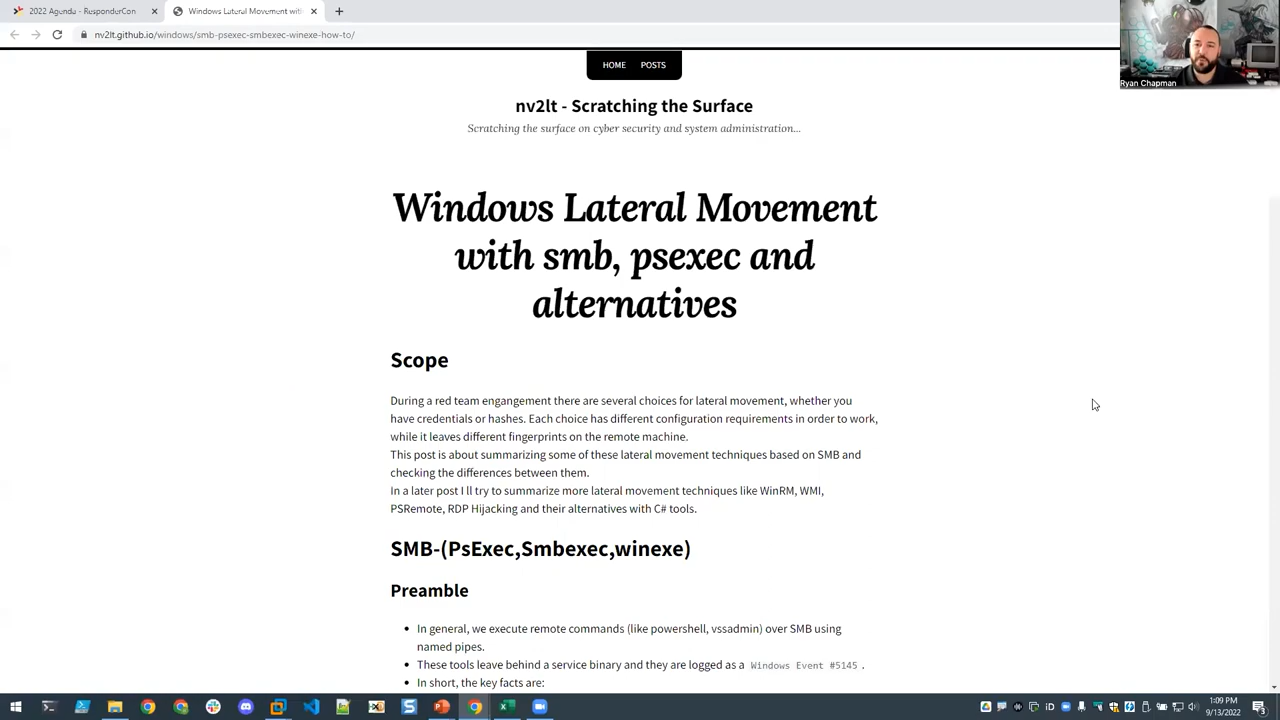 2022 Agenda - ResponderCon
Windows Lateral Movement with
nv2lt.github.io/windows/smb-psexec-smbexec-winexe-how-to/
Ryan Chapman
HOME POSTS
nv2lt - Scratching the Surface
Scratching the surface on cyber security and system administration...
Windows Lateral Movement
with smb, psexec and
alternatives
Scope
During a red team engangement there are several choices for lateral movement, whether you
have credentials or hashes. Each choice has different configuration requirements in order to work,
while it leaves different fingerprints on the remote machine.
This post is about summarizing some of these lateral movement techniques based on SMB and
checking the differences between them.
In a later post I ll try to summarize more lateral movement techniques like WinRM, WMI,
PSRemote, RDP Hijacking and their alternatives with C# tools.
SMB-(PsExec,Smbexec,winexe)
Preamble
In general, we execute remote commands (like powershell, vssadmin) over SMB using
named pipes.
These tools leave behind a service binary and they are logged as a Windows Event #5145 .
In short, the key facts are:
1:09 PM
9/13/2022